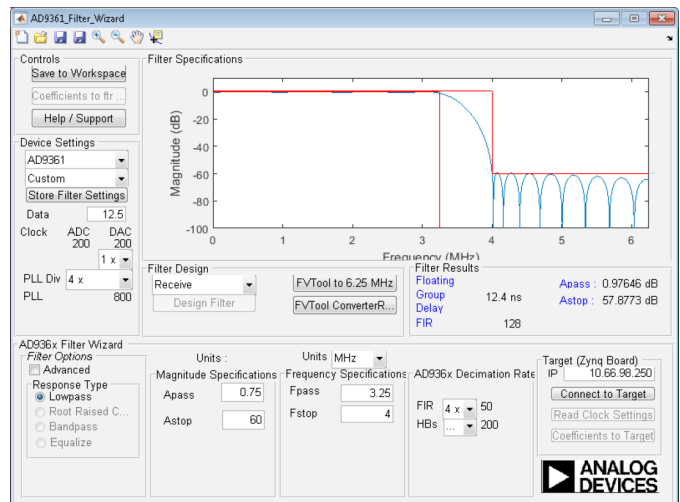 AD9361_Filter_Wizard
Controls
Save to Workspace
Coefficients to ftr ...
Help / Support
Device Settings
AD9361
Custom
Store Filter Settings
Data 12.5
Clock ADC DAC
200 200
1 x
PLL Div 4 x
PLL 800
Filter Specifications
Magnitude (dB)
0
-20
-40
-60
-80
-100
0 1 2 3 4 5 6
Frequency (MHz)
Filter Design
Receive
Design Filter
FVTool to 6.25 MHz
FVTool ConverterR...
Filter Results
Floating
Group Delay 12.4 ns
FIR 128
Apass : 0.97646 dB
Astop : 57.8773 dB
AD936x Filter Wizard
Filter Options
Advanced
Response Type
Lowpass
Root Raised C...
Bandpass
Equalize
Units : Units MHz
Magnitude Specifications
Apass 0.75
Astop 60
Frequency Specifications
Fpass 3.25
Fstop 4
AD936x Decimation Rate
FIR 4 x 50
HBs ... 200
Target (Zynq Board)
IP 10.66.98.250
Connect to Target
Read Clock Settings
Coefficients to Target
ANALOG
DEVICES